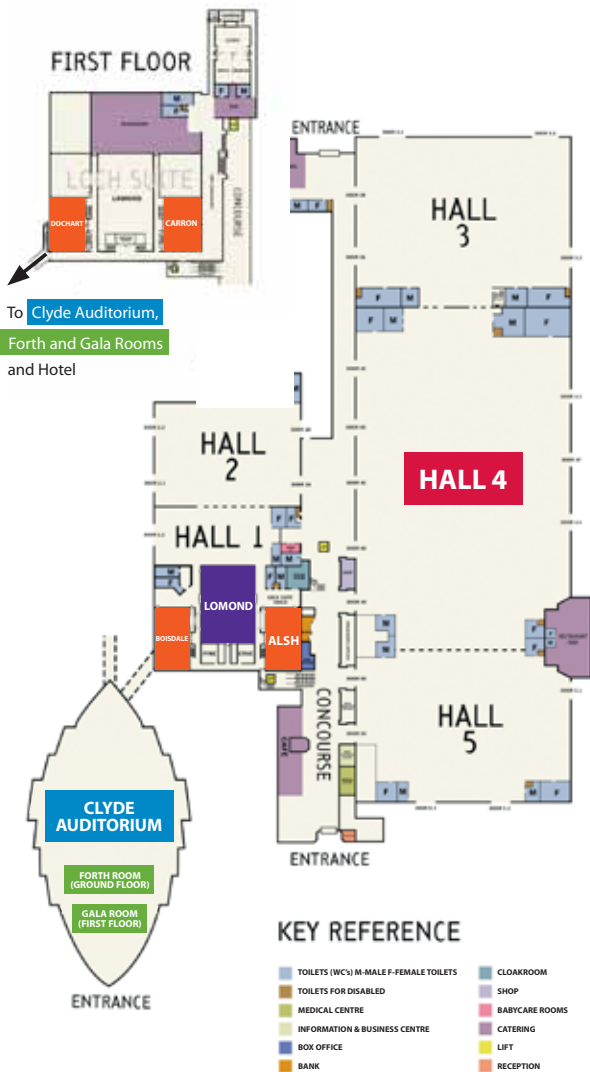 FIRST FLOOR
LOCH SUITE
LOMOND
DOCHART
CARRON
M
F
F M
CONCOURSE
To Clyde Auditorium,
Forth and Gala Rooms
and Hotel
ENTRANCE
HALL
3
M F
F M
F M
M F
M F
HALL
2
HALL 4
HALL 1
F F
M M
F M
M
F
LOMOND
BOISDALE
ALSH
M
F
M
F
CONCOURSE
CAFE
HALL
5
F M
M F
ENTRANCE
CLYDE
AUDITORIUM
FORTH ROOM
(GROUND FLOOR)
GALA ROOM
(FIRST FLOOR)
ENTRANCE
KEY REFERENCE
TOILETS (WC's) M-MALE F-FEMALE TOILETS
TOILETS FOR DISABLED
MEDICAL CENTRE
INFORMATION & BUSINESS CENTRE
BOX OFFICE
BANK
CLOAKROOM
SHOP
BABYCARE ROOMS
CATERING
LIFT
RECEPTION